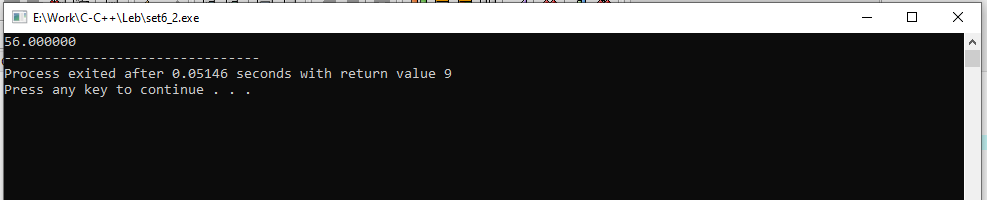 E:\Work\C-C++\Leb\set6_2.exe
56.000000
--------------------------------
Process exited after 0.05146 seconds with return value 9
Press any key to continue . . .